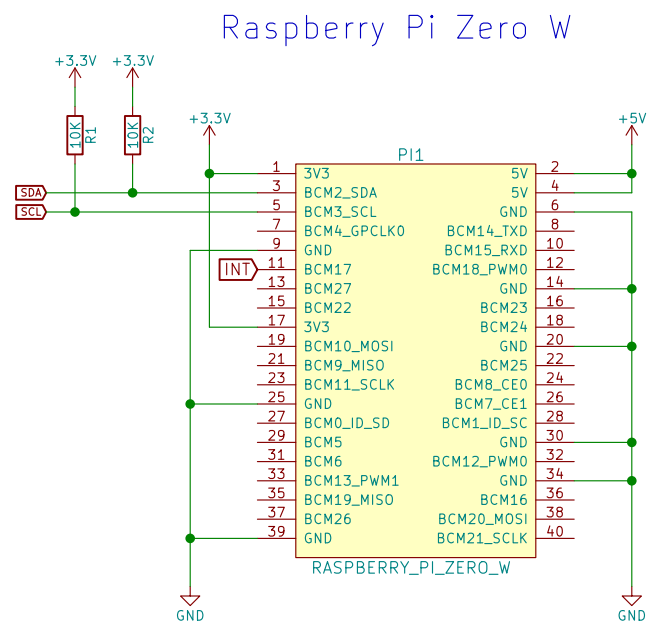 Raspberry Pi Zero W
+3.3V +3.3V
10K R1 10K R2
+3.3V +5V
PI1
1 3V3 5V 2
SDA 3 BCM2_SDA 5V 4
SCL 5 BCM3_SCL GND 6
7 BCM4_GPCLK0 BCM14_TXD 8
9 GND BCM15_RXD 10
INT 11 BCM17 BCM18_PWM0 12
13 BCM27 GND 14
15 BCM22 BCM23 16
17 3V3 BCM24 18
19 BCM10_MOSI GND 20
21 BCM9_MISO BCM25 22
23 BCM11_SCLK BCM8_CE0 24
25 GND BCM7_CE1 26
27 BCM0_ID_SD BCM1_ID_SC 28
29 BCM5 GND 30
31 BCM6 BCM12_PWM0 32
33 BCM13_PWM1 GND 34
35 BCM19_MISO BCM16 36
37 BCM26 BCM20_MOSI 38
39 GND BCM21_SCLK 40
RASPBERRY_PI_ZERO_W
GND GND